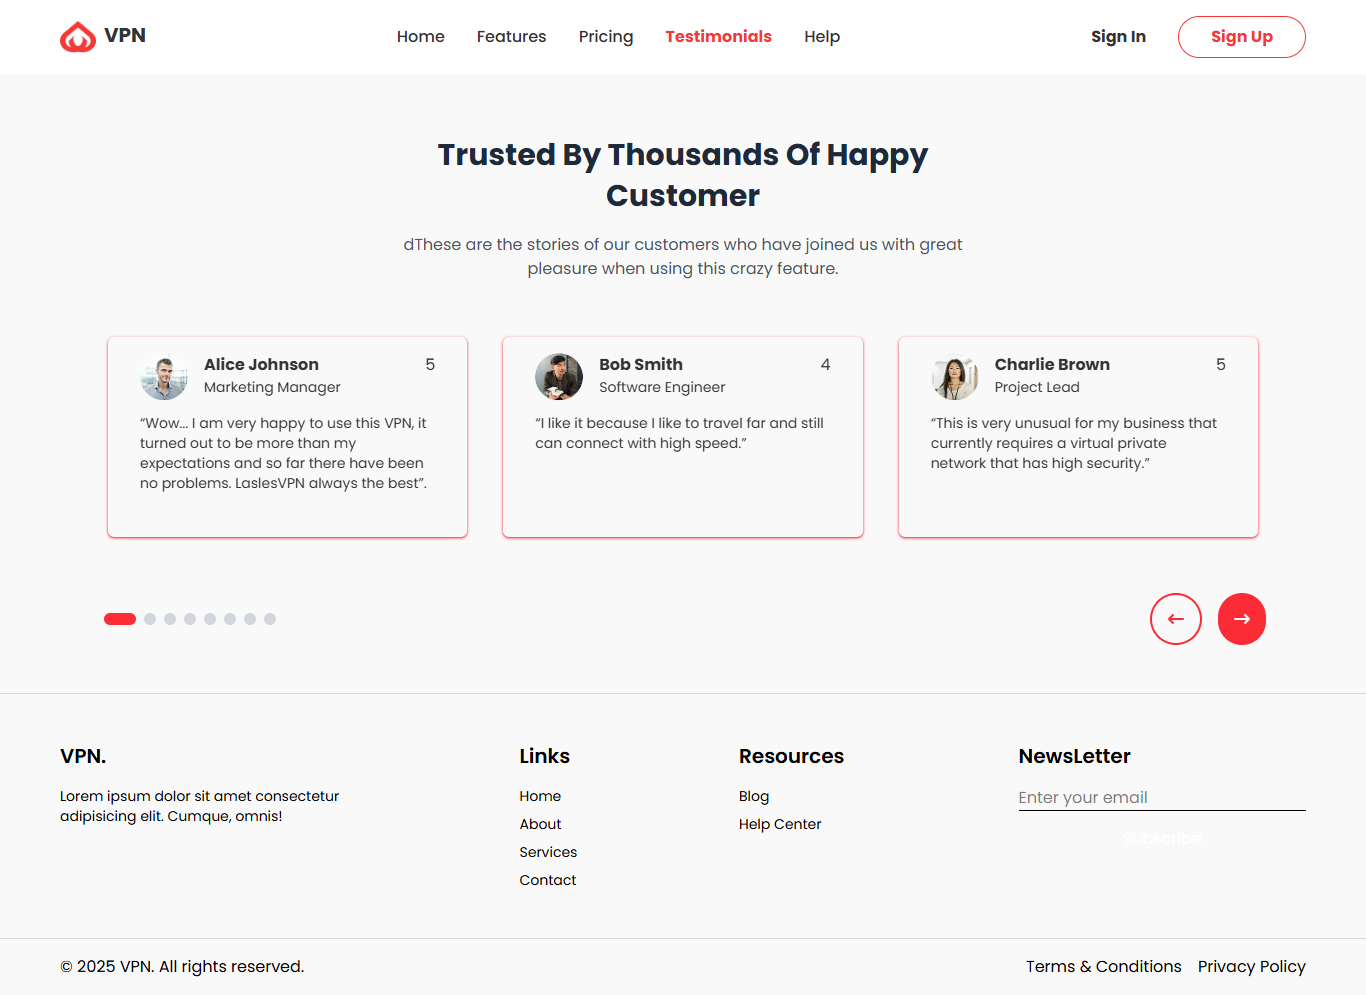 VPN
Home Features Pricing Testimonials Help
Sign In Sign Up
Trusted By Thousands Of Happy
Customer
dThese are the stories of our customers who have joined us with great
pleasure when using this crazy feature.
Alice Johnson 5
Marketing Manager
“Wow... I am very happy to use this VPN, it
turned out to be more than my
expectations and so far there have been
no problems. LaslesVPN always the best”.
Bob Smith 4
Software Engineer
“I like it because I like to travel far and still
can connect with high speed.”
Charlie Brown 5
Project Lead
“This is very unusual for my business that
currently requires a virtual private
network that has high security.”
VPN.
Lorem ipsum dolor sit amet consectetur
adipisicing elit. Cumque, omnis!
Links
Home
About
Services
Contact
Resources
Blog
Help Center
NewsLetter
Enter your email
Subscribe
© 2025 VPN. All rights reserved.
Terms & Conditions Privacy Policy